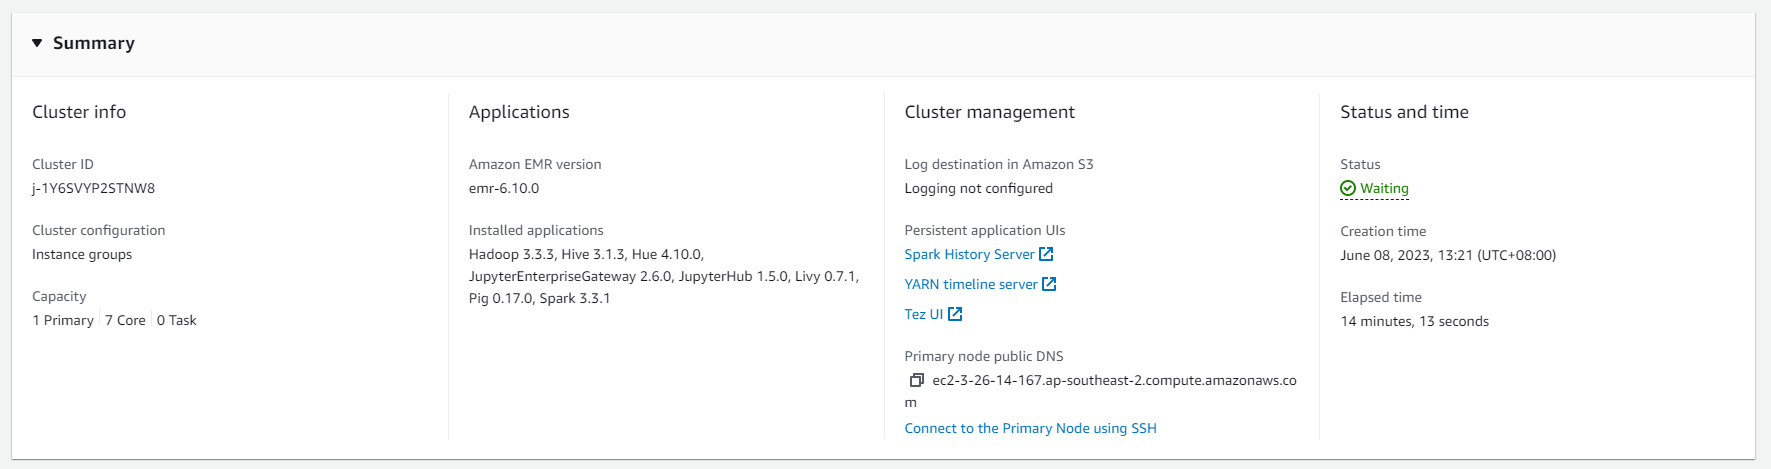 Summary
Cluster info
Cluster ID
j-1Y6SVYP2STNW8
Cluster configuration
Instance groups
Capacity
1 Primary 7 Core 0 Task
Applications
Amazon EMR version
emr-6.10.0
Installed applications
Hadoop 3.3.3, Hive 3.1.3, Hue 4.10.0,
JupyterEnterpriseGateway 2.6.0, JupyterHub 1.5.0, Livy 0.7.1,
Pig 0.17.0, Spark 3.3.1
Cluster management
Log destination in Amazon S3
Logging not configured
Persistent application UIs
Spark History Server
YARN timeline server
Tez UI
Primary node public DNS
ec2-3-26-14-167.ap-southeast-2.compute.amazonaws.co
m
Connect to the Primary Node using SSH
Status and time
Status
Waiting
Creation time
June 08, 2023, 13:21 (UTC+08:00)
Elapsed time
14 minutes, 13 seconds